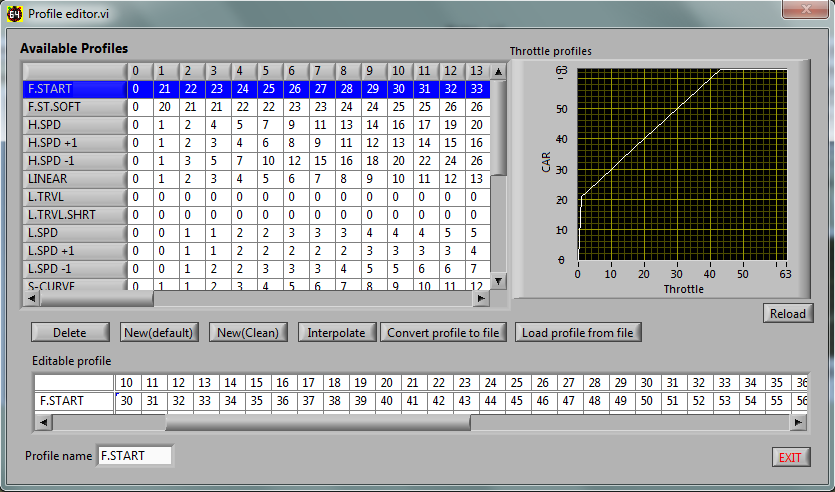 64 Profile editor.vi x
Available Profiles
0 1 2 3 4 5 6 7 8 9 10 11 12 13
F.START 0 21 22 23 24 25 26 27 28 29 30 31 32 33
F.ST.SOFT 0 20 21 21 22 22 23 23 24 24 25 25 26 26
H.SPD 0 1 2 4 5 7 9 11 13 14 16 17 19 20
H.SPD +1 0 1 2 3 4 6 8 9 11 12 13 14 15 16
H.SPD -1 0 1 3 5 7 10 12 15 16 18 20 22 24 26
LINEAR 0 1 2 3 4 5 6 7 8 9 10 11 12 13
L.TRVL 0 0 0 0 0 0 0 0 0 0 0 0 0 0
L.TRVL.SHRT 0 0 0 0 0 0 0 0 0 0 0 0 0 0
L.SPD 0 0 1 1 2 2 3 3 3 4 4 4 5 5
L.SPD +1 0 0 1 1 2 2 2 2 2 3 3 3 3 4
L.SPD -1 0 0 1 2 2 3 3 3 4 5 5 6 6 7
S-CURVE 0 1 1 2 3 4 5 6 7 8 9 10 11 12
Throttle profiles
63
50
40
30
20
10
0
CAR
0 10 20 30 40 50 63
Throttle
Reload
Delete New(default) New(Clean) Interpolate Convert profile to file Load profile from file
Editable profile
10 11 12 13 14 15 16 17 18 19 20 21 22 23 24 25 26 27 28 29 30 31 32 33 34 35 36
F.START 30 31 32 33 34 35 36 37 38 39 40 41 42 43 44 45 46 47 48 49 50 51 52 53 54 55 56
Profile name F.START
EXIT